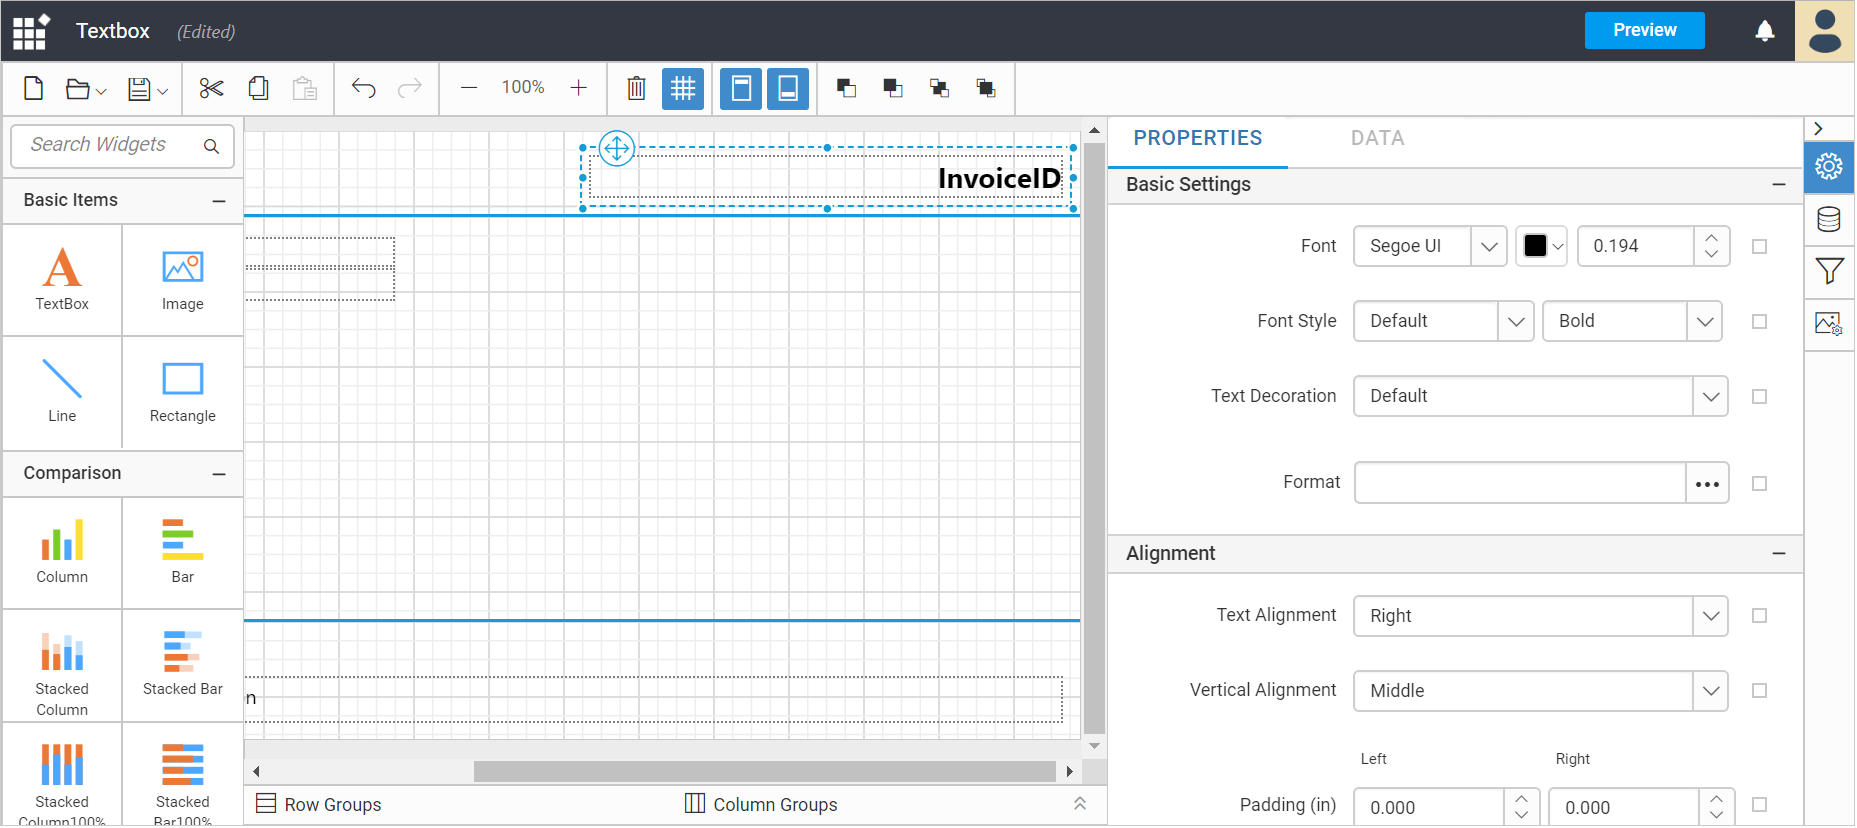 Textbox (Edited) Preview
100%
Search Widgets
Basic Items
TextBox Image
Line Rectangle
Comparison
Column Bar
Stacked Column Stacked Bar
Stacked Column100% Stacked Bar100%
InvoiceID
n
Row Groups Column Groups
PROPERTIES DATA
Basic Settings
Font Segoe UI 0.194
Font Style Default Bold
Text Decoration Default
Format
Alignment
Text Alignment Right
Vertical Alignment Middle
Left Right
Padding (in) 0.000 0.000